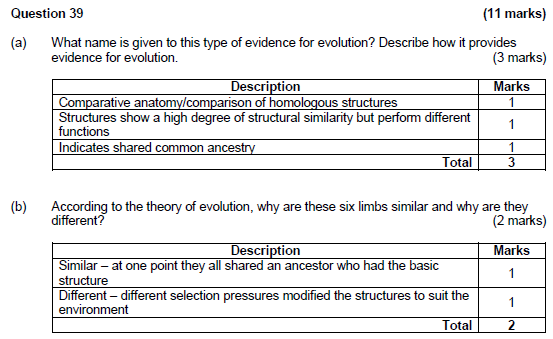 Question 39 (11 marks)
(a) What name is given to this type of evidence for evolution? Describe how it provides
evidence for evolution. (3 marks)
Description Marks
Comparative anatomy/comparison of homologous structures 1
Structures show a high degree of structural similarity but perform different
functions 1
Indicates shared common ancestry 1
Total 3
(b) According to the theory of evolution, why are these six limbs similar and why are they
different? (2 marks)
Description Marks
Similar – at one point they all shared an ancestor who had the basic
structure 1
Different – different selection pressures modified the structures to suit the
environment 1
Total 2